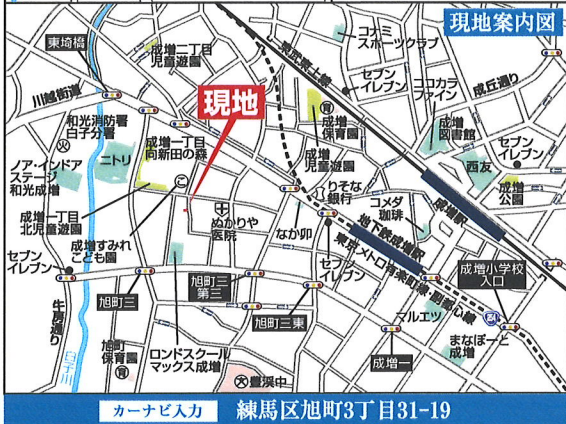 現地案内図
コナミ
スポーツクラブ
成増二丁目
児童遊園
東埼橋
東武東上線
セブン
イレブン
ココカラ
ファイン
成丘通り
川越街道
現地
和光消防署
白子分署
成増一丁目
向新田の森
成増
保育園
成増
図書館
セブン
イレブン
ニトリ
成増
児童遊園
西友
成増
公園
ノア・インドア
ステージ
和光成増
りそな
銀行
コメダ
珈琲
成増駅
成増一丁目
北児童遊園
ぬかりや
医院
なか卯
地下鉄成増駅
成増すみれ
こども園
セブン
イレブン
セブン
イレブン
東京メトロ有楽町線・副都心線
成増小学校
入口
旭町三
旭町三
第三
旭町三東
マルエツ
牛房通り
白子川
旭町
保育園
ロンドスクール
マックス成増
成増一
まなぽーと
成増
豊渓中
カーナビ入力 練馬区旭町3丁目31-19